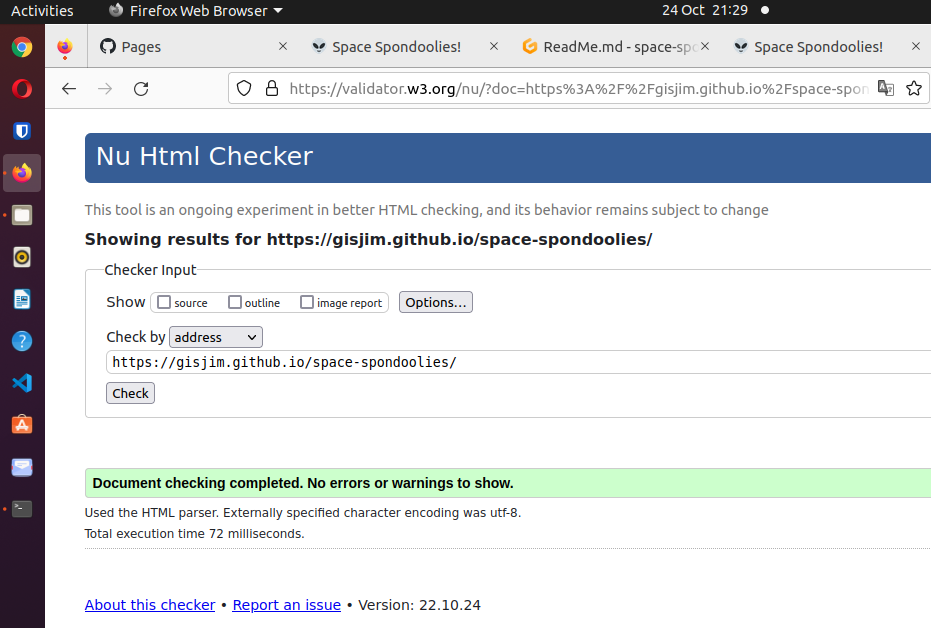 Activities Firefox Web Browser 24 Oct 21:29
Pages Space Spondoolies! ReadMe.md - space-spo Space Spondoolies!
https://validator.w3.org/nu/?doc=https%3A%2F%2Fgisjim.github.io%2Fspace-spon
Nu Html Checker
This tool is an ongoing experiment in better HTML checking, and its behavior remains subject to change
Showing results for https://gisjim.github.io/space-spondoolies/
Checker Input
Show source outline image report Options...
Check by address
https://gisjim.github.io/space-spondoolies/
Check
Document checking completed. No errors or warnings to show.
Used the HTML parser. Externally specified character encoding was utf-8.
Total execution time 72 milliseconds.
About this checker • Report an issue • Version: 22.10.24